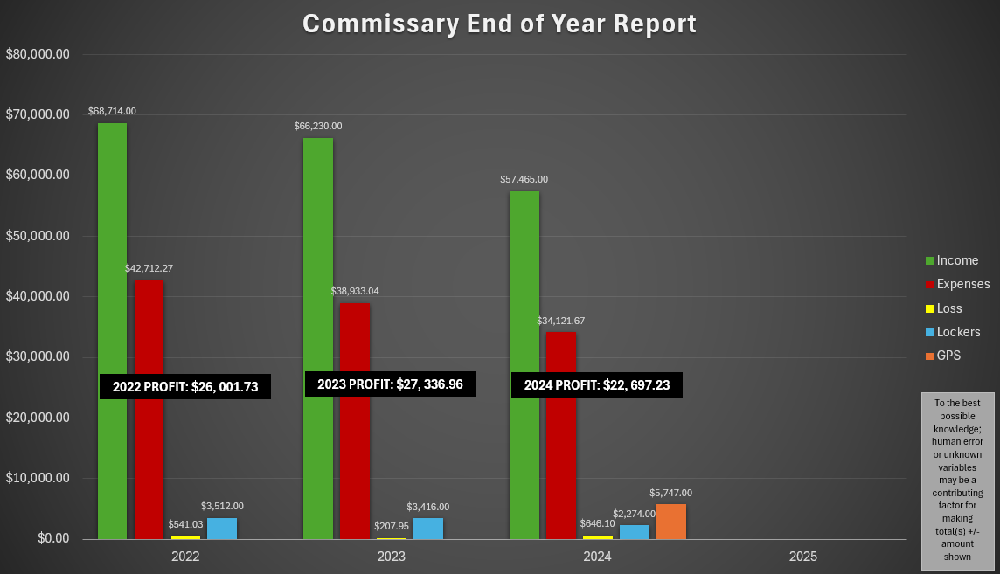 Commissary End of Year Report
$80,000.00
$70,000.00
$60,000.00
$50,000.00
$40,000.00
$30,000.00
$20,000.00
$10,000.00
$0.00
$68,714.00
$42,712.27
$541.03
$3,512.00
2022 PROFIT: $26, 001.73
$66,230.00
$38,933.04
$207.95
$3,416.00
2023 PROFIT: $27, 336.96
$57,465.00
$34,121.67
$646.10
$2,274.00
$5,747.00
2024 PROFIT: $22, 697.23
2022
2023
2024
2025
Income
Expenses
Loss
Lockers
GPS
To the best
possible
knowledge;
human error
or unknown
variables
may be a
contributing
factor for
making
total(s) +/-
amount
shown